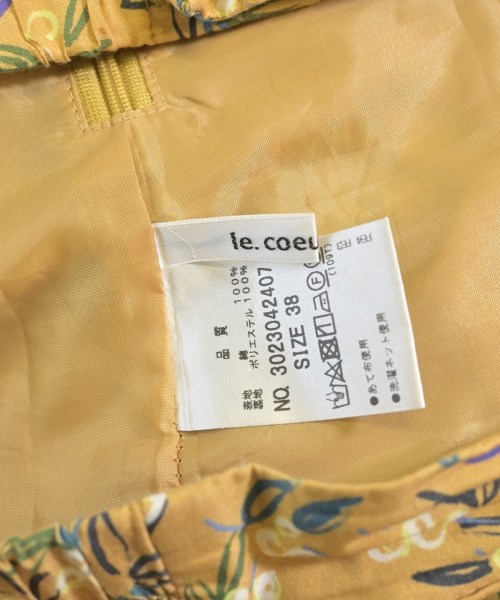 le. coeu
品 質
表地 綿 100%
裏地 ポリエステル 100%
NO. 3023042407
SIZE 38
(1091)
●あて布使用
●洗濯ネット使用